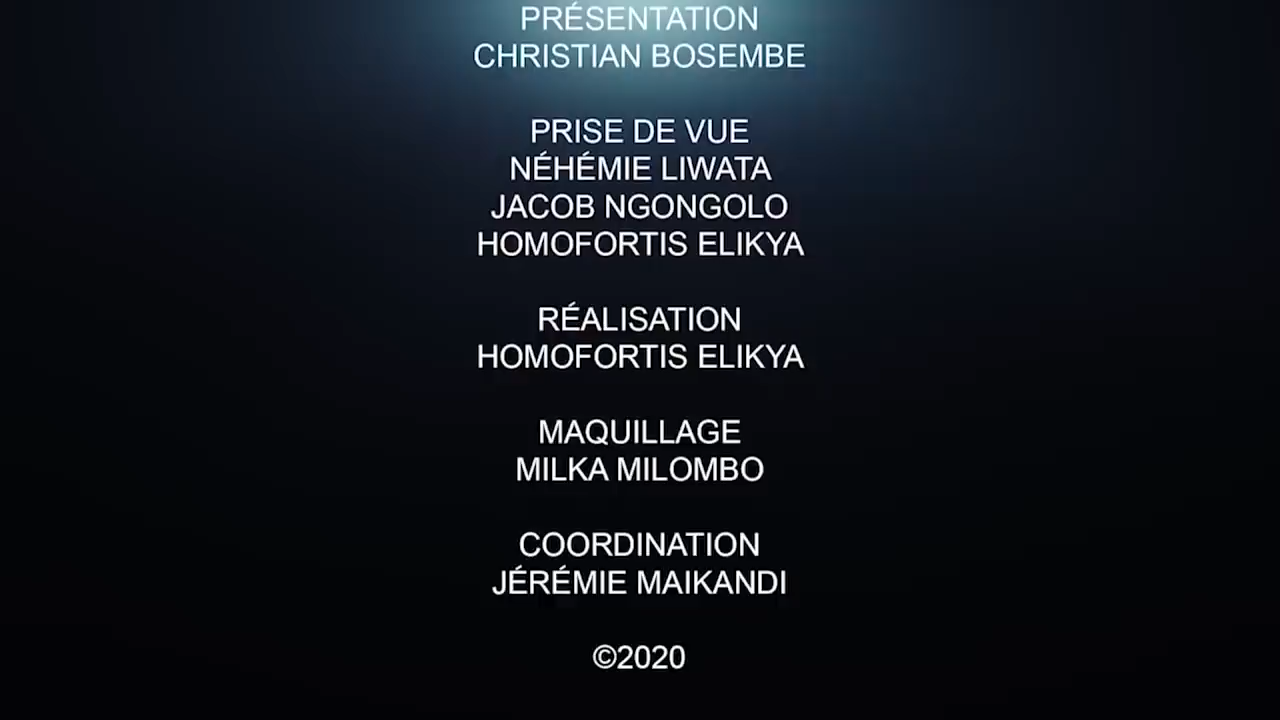 PRÉSENTATION
CHRISTIAN BOSEMBE
PRISE DE VUE
NÉHÉMIE LIWATA
JACOB NGONGOLO
HOMOFORTIS ELIKYA
RÉALISATION
HOMOFORTIS ELIKYA
MAQUILLAGE
MILKA MILOMBO
COORDINATION
JÉRÉMIE MAIKANDI
©2020